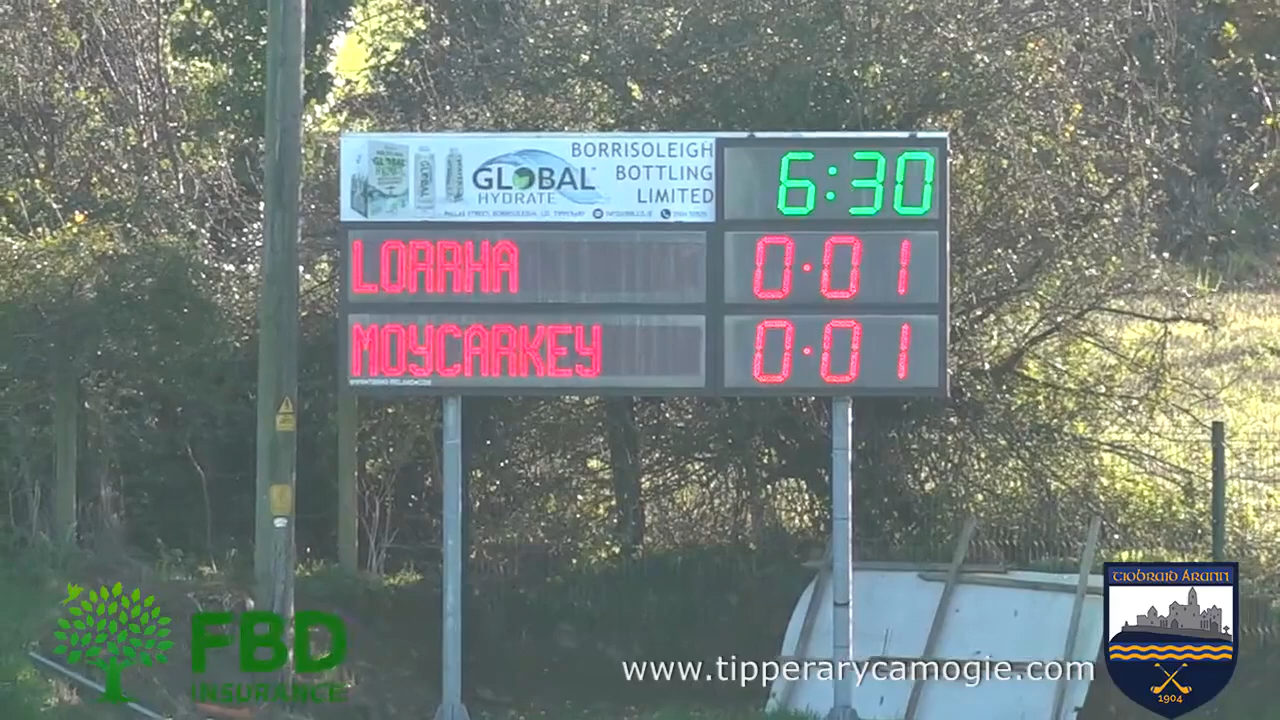 BORRISOLEIGH
BOTTLING
LIMITED
GLOBAL
HYDRATE
6:30
LORRHA 0·01
MOYCARKEY 0·01
FBD
INSURANCE
www.tipperarycamogie.com
Tiobraid Árann
1904